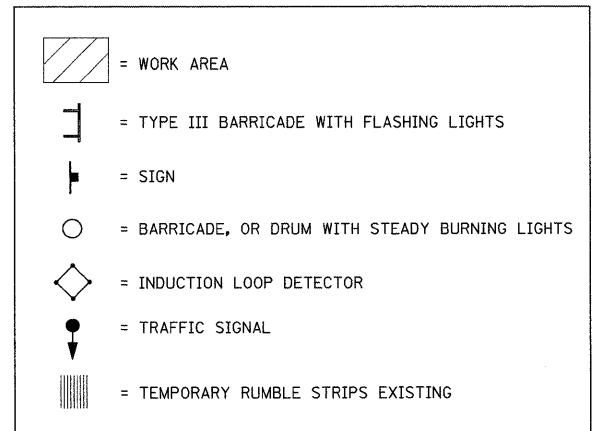 = WORK AREA
= TYPE III BARRICADE WITH FLASHING LIGHTS
= SIGN
= BARRICADE, OR DRUM WITH STEADY BURNING LIGHTS
= INDUCTION LOOP DETECTOR
= TRAFFIC SIGNAL
= TEMPORARY RUMBLE STRIPS EXISTING